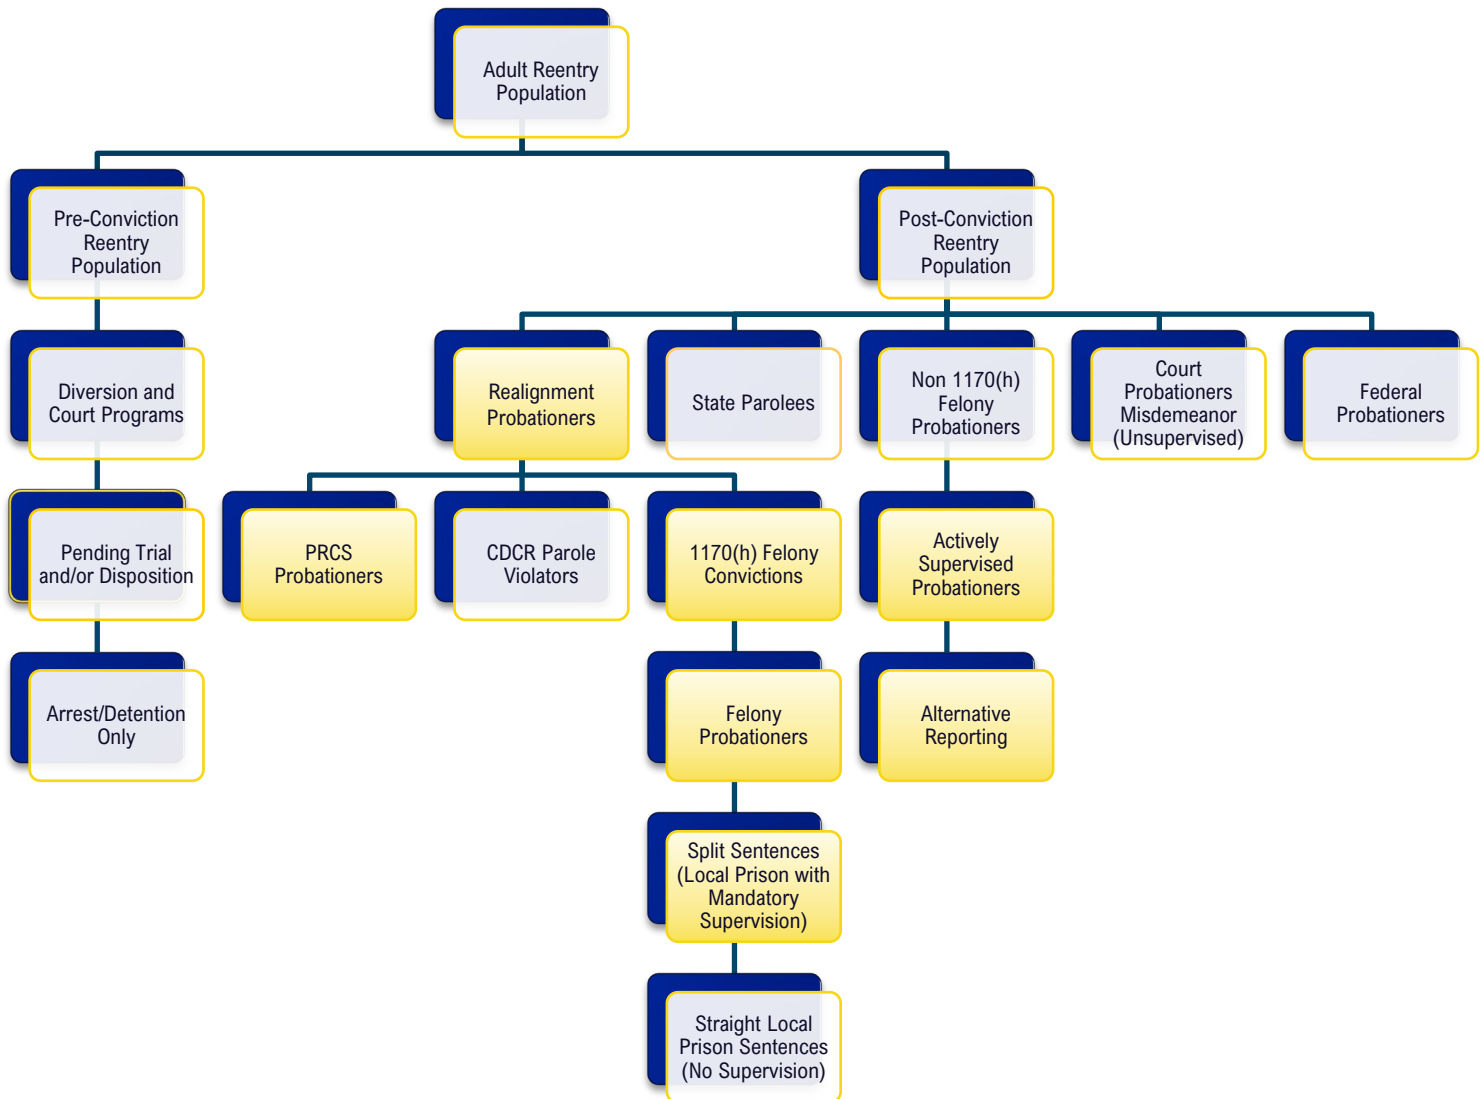 Adult Reentry
Population
Pre-Conviction
Reentry
Population
Post-Conviction
Reentry
Population
Diversion and
Court Programs
Realignment
Probationers
State Parolees
Non 1170(h)
Felony
Probationers
Court
Probationers
Misdemeanor
(Unsupervised)
Federal
Probationers
Pending Trial
and/or Disposition
PRCS
Probationers
CDCR Parole
Violators
1170(h) Felony
Convictions
Actively
Supervised
Probationers
Arrest/Detention
Only
Felony
Probationers
Alternative
Reporting
Split Sentences
(Local Prison with
Mandatory
Supervision)
Straight Local
Prison Sentences
(No Supervision)